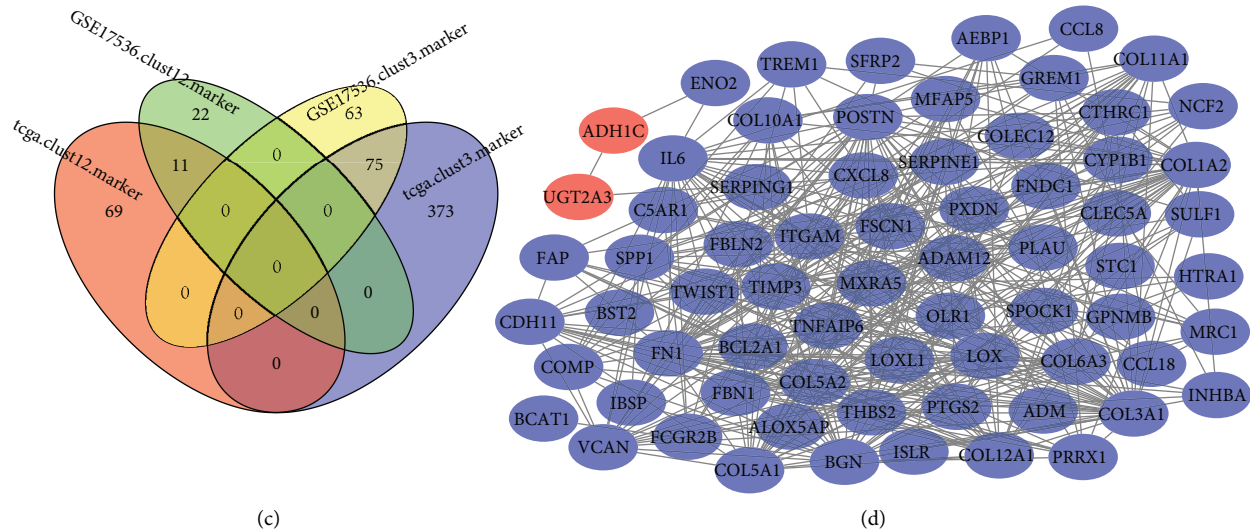 GSE17536.clust12.marker
GSE17536.clust3.marker
tcga.clust12.marker
tcga.clust3.marker
22
63
0
11
75
69
0
0
373
0
0
0
0
0
0
(c)
CCL8
AEBP1
SFRP2
TREM1
COL11A1
ENO2
GREM1
MFAP5
NCF2
CTHRC1
COL10A1
POSTN
ADH1C
COLEC12
IL6
SERPINE1
CYP1B1
COL1A2
CXCL8
SERPING1
FNDC1
UGT2A3
C5AR1
PXDN
CLEC5A
SULF1
FSCN1
ITGAM
FBLN2
PLAU
FAP
SPP1
ADAM12
STC1
HTRA1
TWIST1
TIMP3
MXRA5
BST2
SPOCK1
GPNMB
CDH11
TNFAIP6
OLR1
MRC1
FN1
BCL2A1
LOXL1
LOX
COL6A3
CCL18
COMP
COL5A2
FBN1
INHBA
IBSP
THBS2
PTGS2
ADM
COL3A1
BCAT1
ALOX5AP
FCGR2B
VCAN
ISLR
COL12A1
PRRX1
COL5A1
BGN
(d)